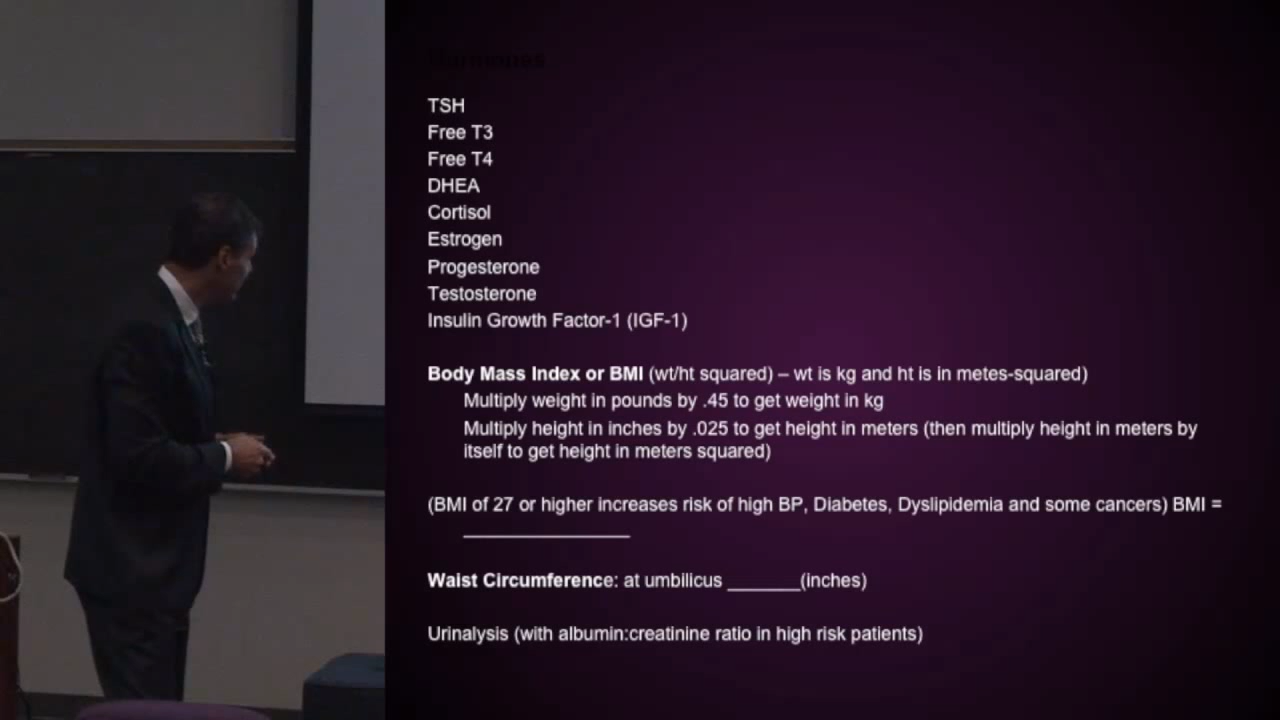 Hormones
TSH
Free T3
Free T4
DHEA
Cortisol
Estrogen
Progesterone
Testosterone
Insulin Growth Factor-1 (IGF-1)
Body Mass Index or BMI (wt/ht squared) – wt is kg and ht is in metes-squared)
Multiply weight in pounds by .45 to get weight in kg
Multiply height in inches by .025 to get height in meters (then multiply height in meters by
itself to get height in meters squared)
(BMI of 27 or higher increases risk of high BP, Diabetes, Dyslipidemia and some cancers) BMI =
_________________
Waist Circumference: at umbilicus _______(inches)
Urinalysis (with albumin:creatinine ratio in high risk patients)